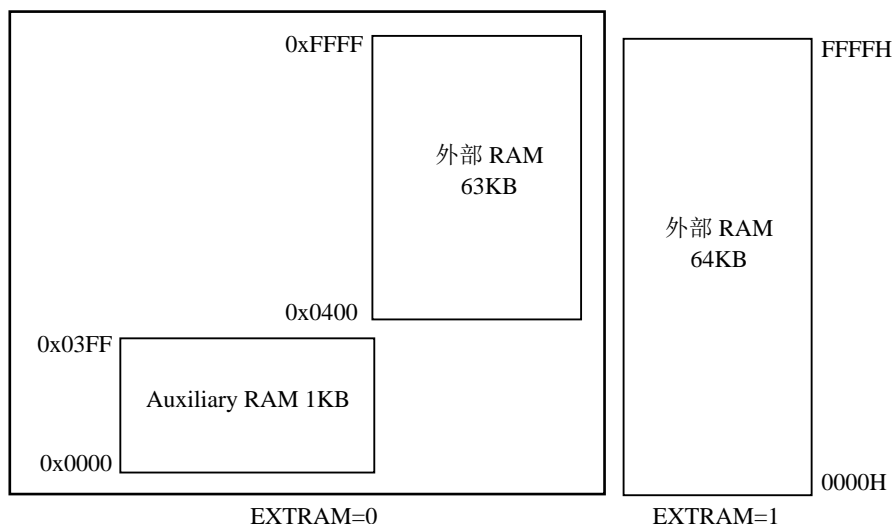 0xFFFF
外部 RAM
63KB
0x0400
0x03FF
Auxiliary RAM 1KB
0x0000
EXTRAM=0
FFFFH
外部 RAM
64KB
0000H
EXTRAM=1